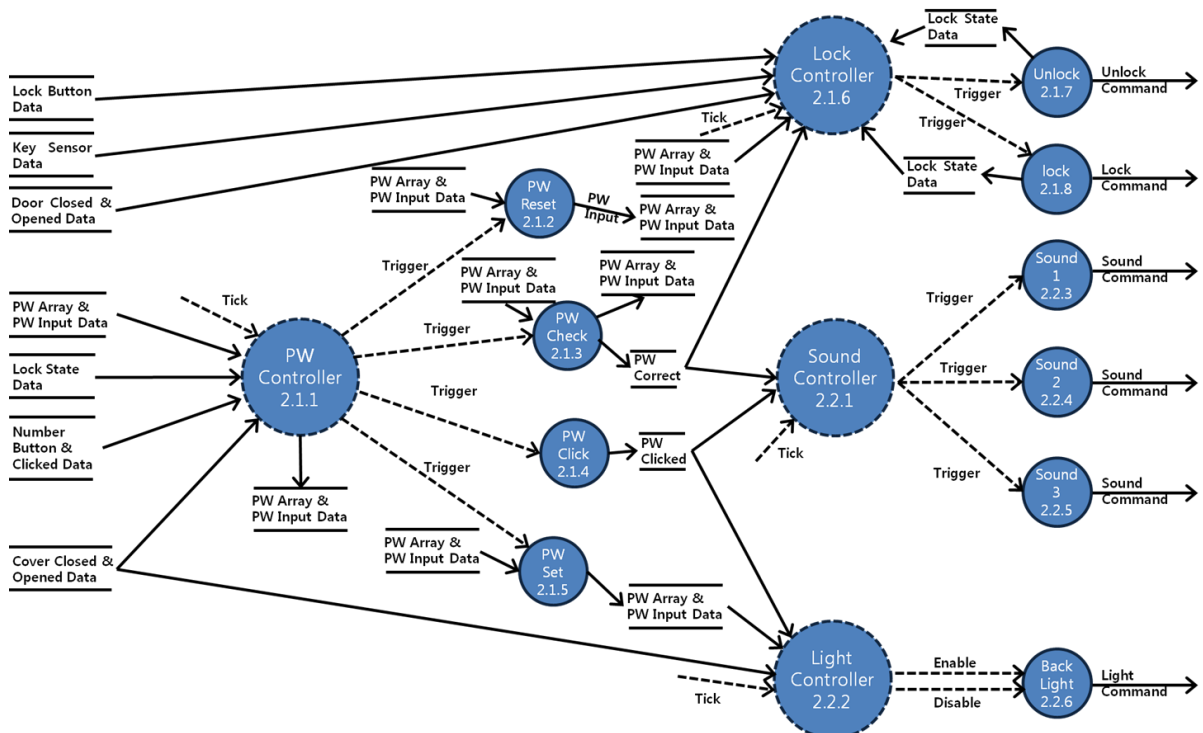 Lock State
Data
Lock
Controller
2.1.6
Unlock
2.1.7
Unlock
Command
Trigger
Lock Button
Data
Tick
Trigger
Key Sensor
Data
PW Array &
PW Input Data
Lock State
Data
lock
2.1.8
Lock
Command
Door Closed &
Opened Data
PW Array &
PW Input Data
PW
Reset
2.1.2
PW
Input
PW Array &
PW Input Data
Trigger
PW Array &
PW Input Data
PW Array &
PW Input Data
Sound
1
2.2.3
Sound
Command
Tick
Trigger
PW Array &
PW Input Data
Trigger
PW
Check
2.1.3
PW
Controller
2.1.1
PW
Correct
Sound
Controller
2.2.1
Trigger
Sound
2
2.2.4
Sound
Command
Lock State
Data
Trigger
Number
Button &
Clicked Data
PW
Click
2.1.4
PW
Clicked
Tick
Trigger
Trigger
Sound
3
2.2.5
Sound
Command
PW Array &
PW Input Data
Cover Closed &
Opened Data
PW Array &
PW Input Data
PW
Set
2.1.5
PW Array &
PW Input Data
Light
Controller
2.2.2
Tick
Enable
Disable
Back
Light
2.2.6
Light
Command